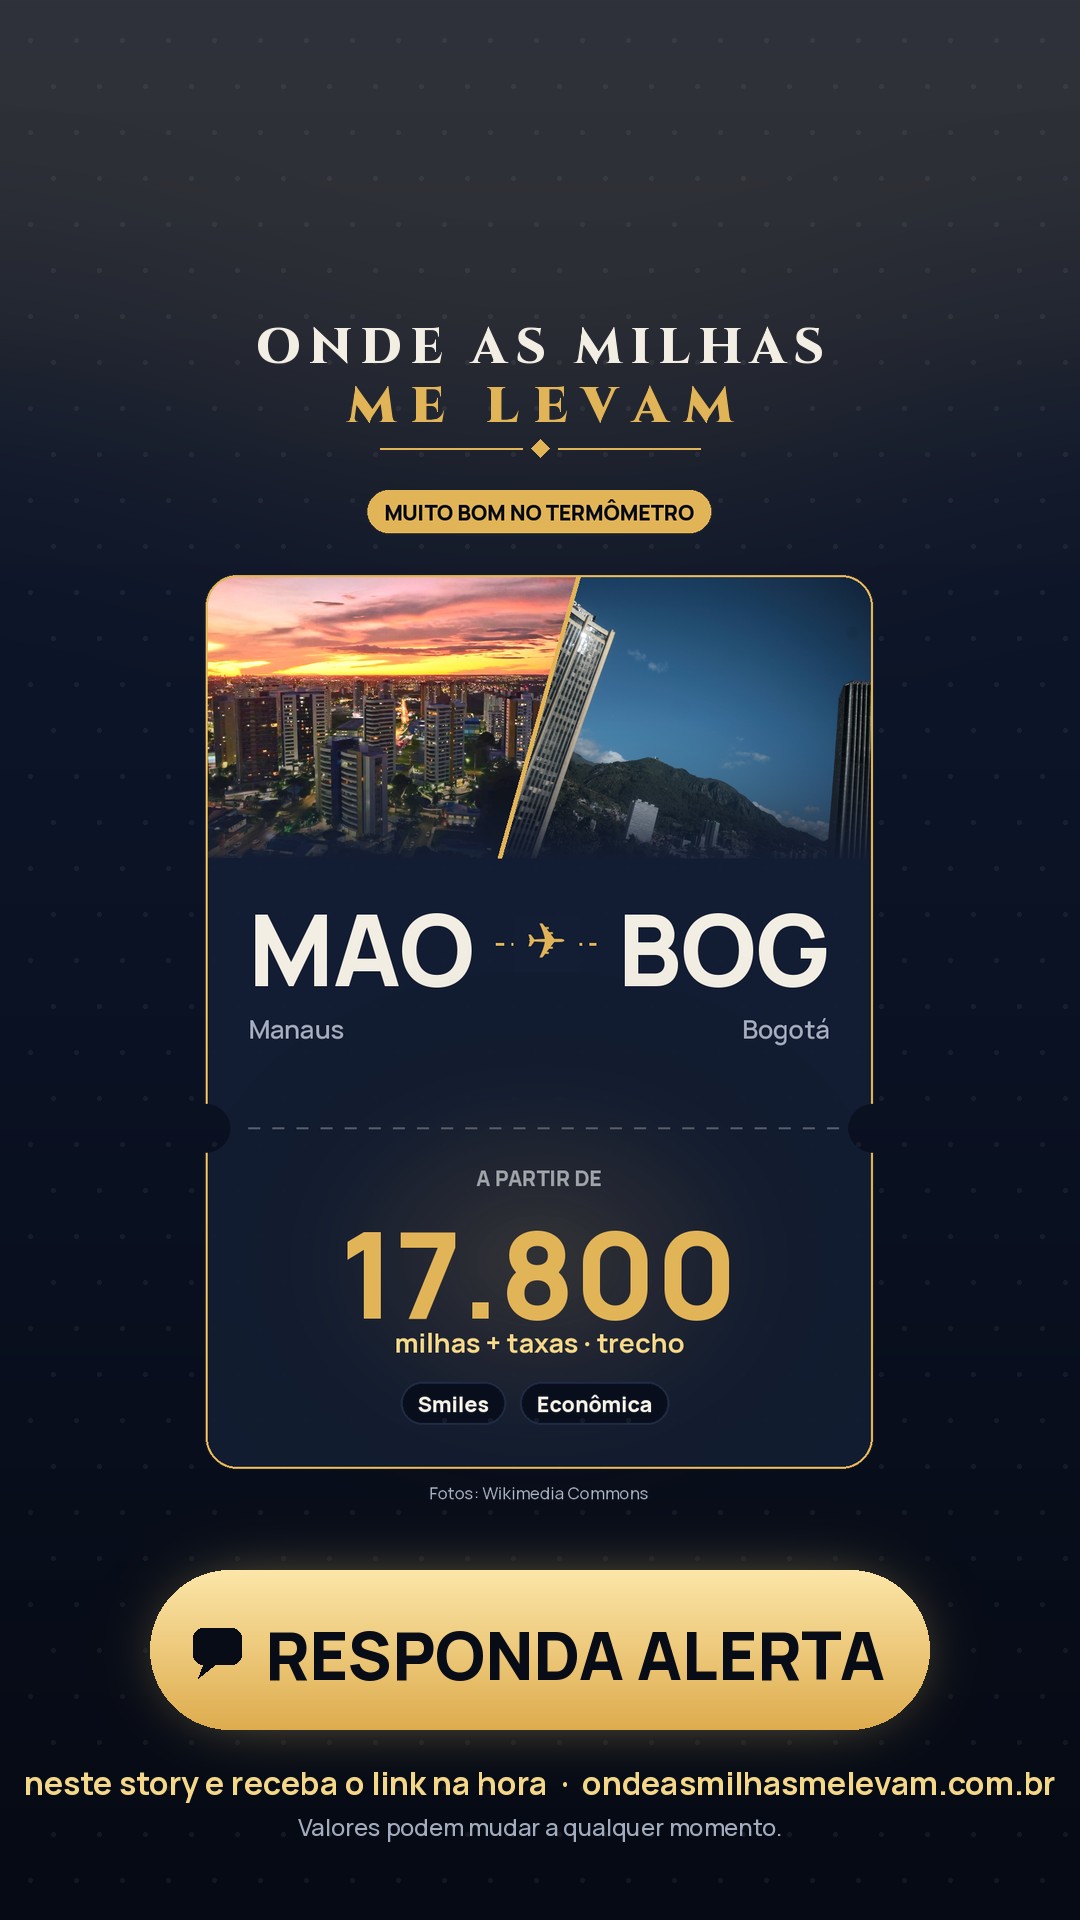 ONDE AS MILHAS
ME LEVAM
MUITO BOM NO TERMÔMETRO
MAO BOG
Manaus Bogotá
A PARTIR DE
17.800
milhas + taxas · trecho
Smiles Econômica
Fotos: Wikimedia Commons
RESPONDA ALERTA
neste story e receba o link na hora · ondeasmilhasmelevam.com.br
Valores podem mudar a qualquer momento.